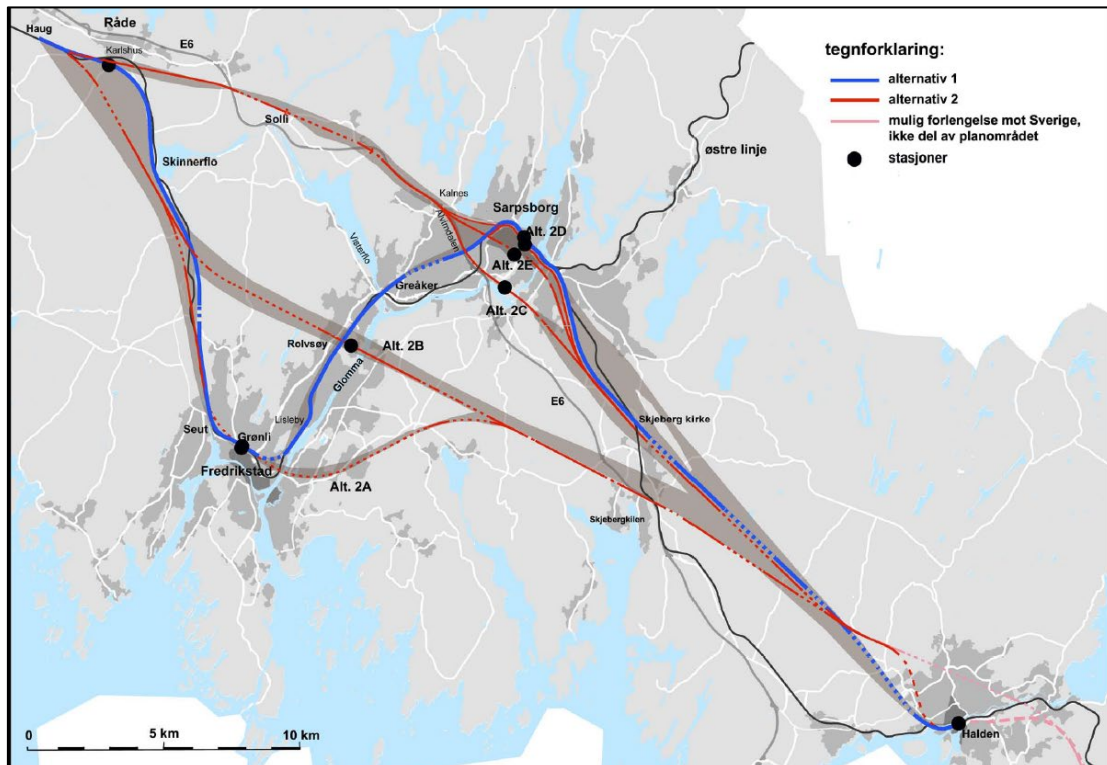 Haug
Råde
Karlshus
E6
tegnforklaring:
alternativ 1
alternativ 2
mulig forlengelse mot Sverige,
ikke del av planområdet
stasjoner
Solli
østre linje
Skinnerflo
Kalnes
Sarpsborg
Alvimdalen
Alt. 2D
Visterflo
Alt. 2E
Greåker
Alt. 2C
Rolvsøy
Alt. 2B
Glomma
E6
Lisleby
Skjeberg kirke
Seut
Grønli
Fredrikstad
Alt. 2A
Skjebergkilen
0
5 km
10 km
Halden